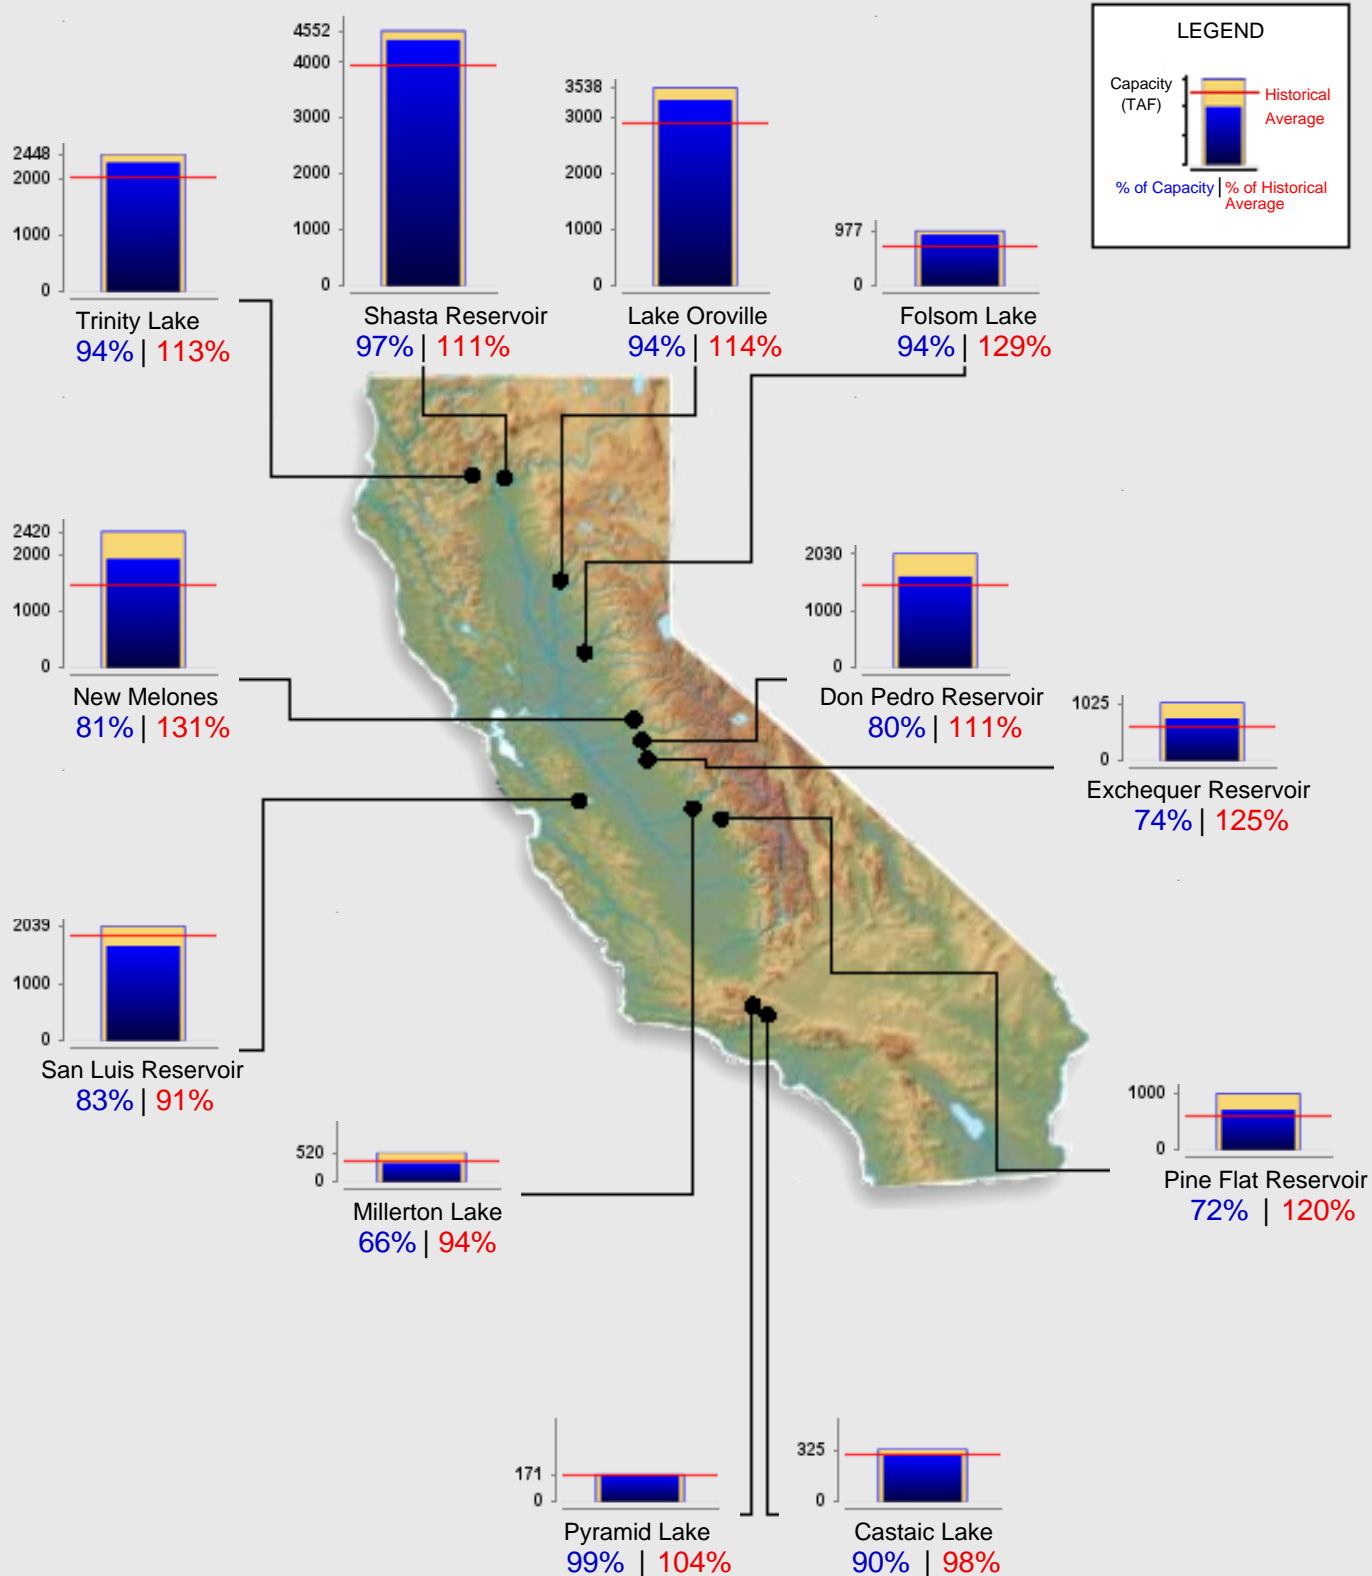 LEGEND
Capacity
(TAF)
Historical
Average
% of Capacity | % of Historical
Average
4552
4000
3000
2000
1000
0
Shasta Reservoir
97% | 111%
3538
3000
2000
1000
0
Lake Oroville
94% | 114%
2448
2000
1000
0
Trinity Lake
94% | 113%
977
0
Folsom Lake
94% | 129%
2420
2000
1000
0
New Melones
81% | 131%
2030
1000
0
Don Pedro Reservoir
80% | 111%
1025
0
Exchequer Reservoir
74% | 125%
2039
1000
0
San Luis Reservoir
83% | 91%
520
0
Millerton Lake
66% | 94%
1000
0
Pine Flat Reservoir
72% | 120%
171
0
Pyramid Lake
99% | 104%
325
0
Castaic Lake
90% | 98%